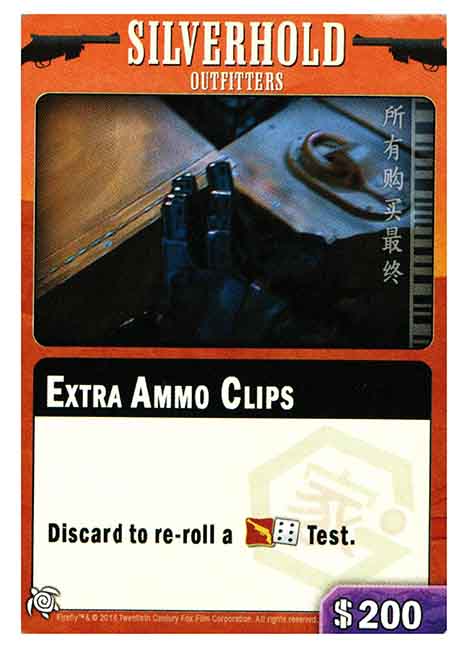 SILVERHOLD
OUTFITTERS
所有购买最终
EXTRA AMMO CLIPS
Discard to re-roll a Test.
Firefly™ & © 2014 Twentieth Century Fox Film Corporation. All rights reserved.
$200